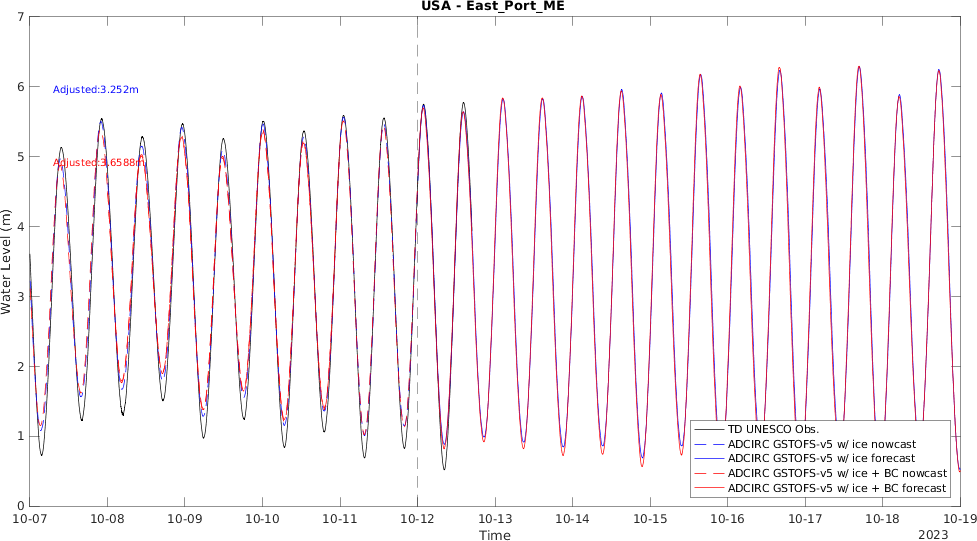 USA - East_Port_ME
7
6
5
4
3
2
1
0
Water Level (m)
Adjusted:3.252m
Adjusted:3.6588m
TD UNESCO Obs.
ADCIRC GSTOFS-v5 w/ ice nowcast
ADCIRC GSTOFS-v5 w/ ice forecast
ADCIRC GSTOFS-v5 w/ ice + BC nowcast
ADCIRC GSTOFS-v5 w/ ice + BC forecast
10-07 10-08 10-09 10-10 10-11 10-12 10-13 10-14 10-15 10-16 10-17 10-18 10-19
Time
2023